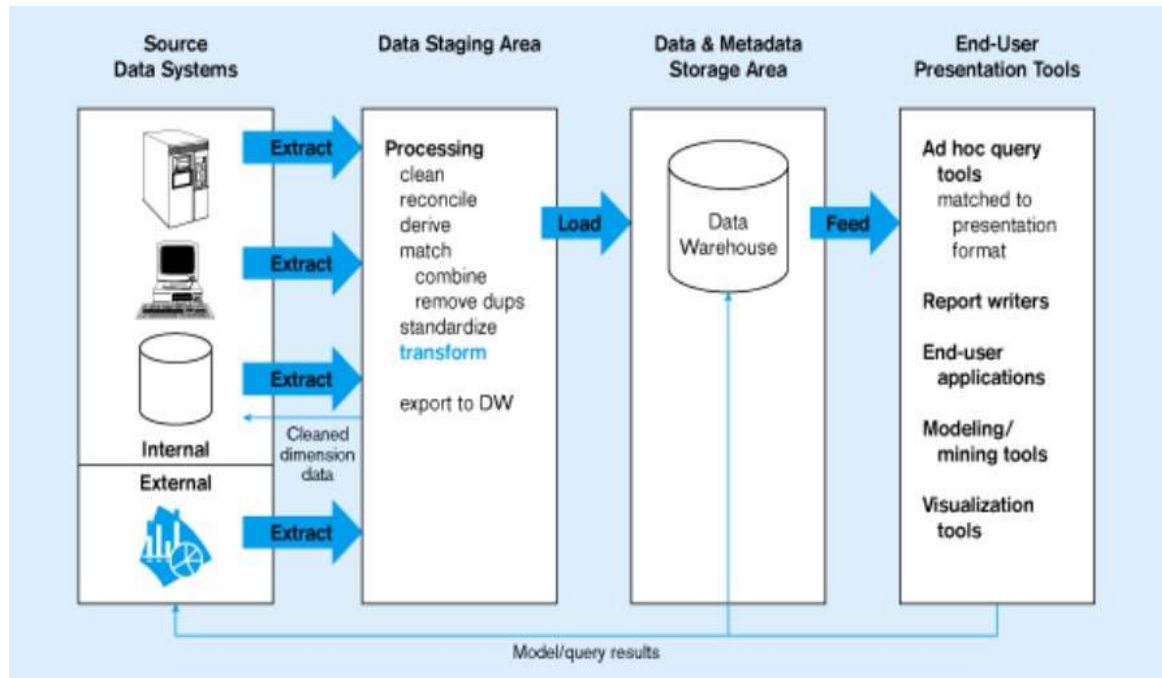 Source
Data Systems
Data Staging Area
Data & Metadata
Storage Area
End-User
Presentation Tools
Extract
Extract
Extract
Internal
External
Extract
Cleaned
dimension
data
Processing
clean
reconcile
derive
match
combine
remove dups
standardize
transform
export to DW
Load
Data
Warehouse
Feed
Ad hoc query
tools
matched to
presentation
format
Report writers
End-user
applications
Modeling/
mining tools
Visualization
tools
Model/query results